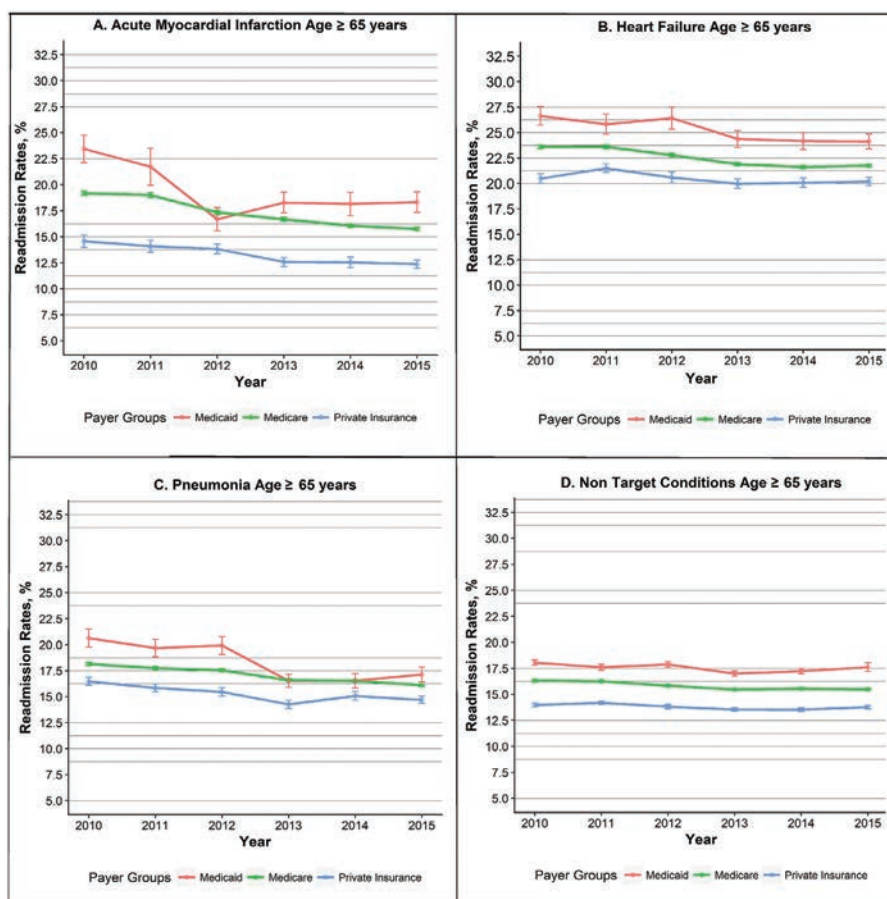 A. Acute Myocardial Infarction Age ≥ 65 years
Readmission Rates, %
32.5
30.0
27.5
25.0
22.5
20.0
17.5
15.0
12.5
10.0
7.5
5.0
2010 2011 2012 2013 2014 2015
Year
Payer Groups Medicaid Medicare Private Insurance
B. Heart Failure Age ≥ 65 years
Readmission Rates, %
32.5
30.0
27.5
25.0
22.5
20.0
17.5
15.0
12.5
10.0
7.5
5.0
2010 2011 2012 2013 2014 2015
Year
Payer Groups Medicaid Medicare Private Insurance
C. Pneumonia Age ≥ 65 years
Readmission Rates, %
32.5
30.0
27.5
25.0
22.5
20.0
17.5
15.0
12.5
10.0
7.5
5.0
2010 2011 2012 2013 2014 2015
Year
Payer Groups Medicaid Medicare Private Insurance
D. Non Target Conditions Age ≥ 65 years
Readmission Rates, %
32.5
30.0
27.5
25.0
22.5
20.0
17.5
15.0
12.5
10.0
7.5
5.0
2010 2011 2012 2013 2014 2015
Year
Payer Groups Medicaid Medicare Private Insurance